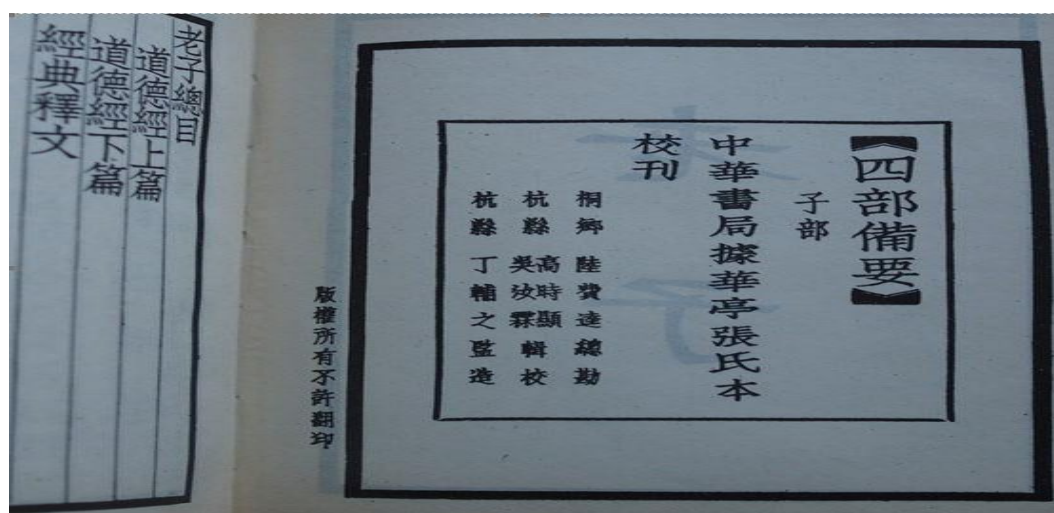 四部備要
子部
中華書局據華亭張氏本
校刊
桐鄉 陸費逵總勘
杭縣 高時顯 吳汝霖 輯校
杭縣 丁輔之監造
版權所有不許翻印
老子總目
道德經上篇
道德經下篇
經典釋文